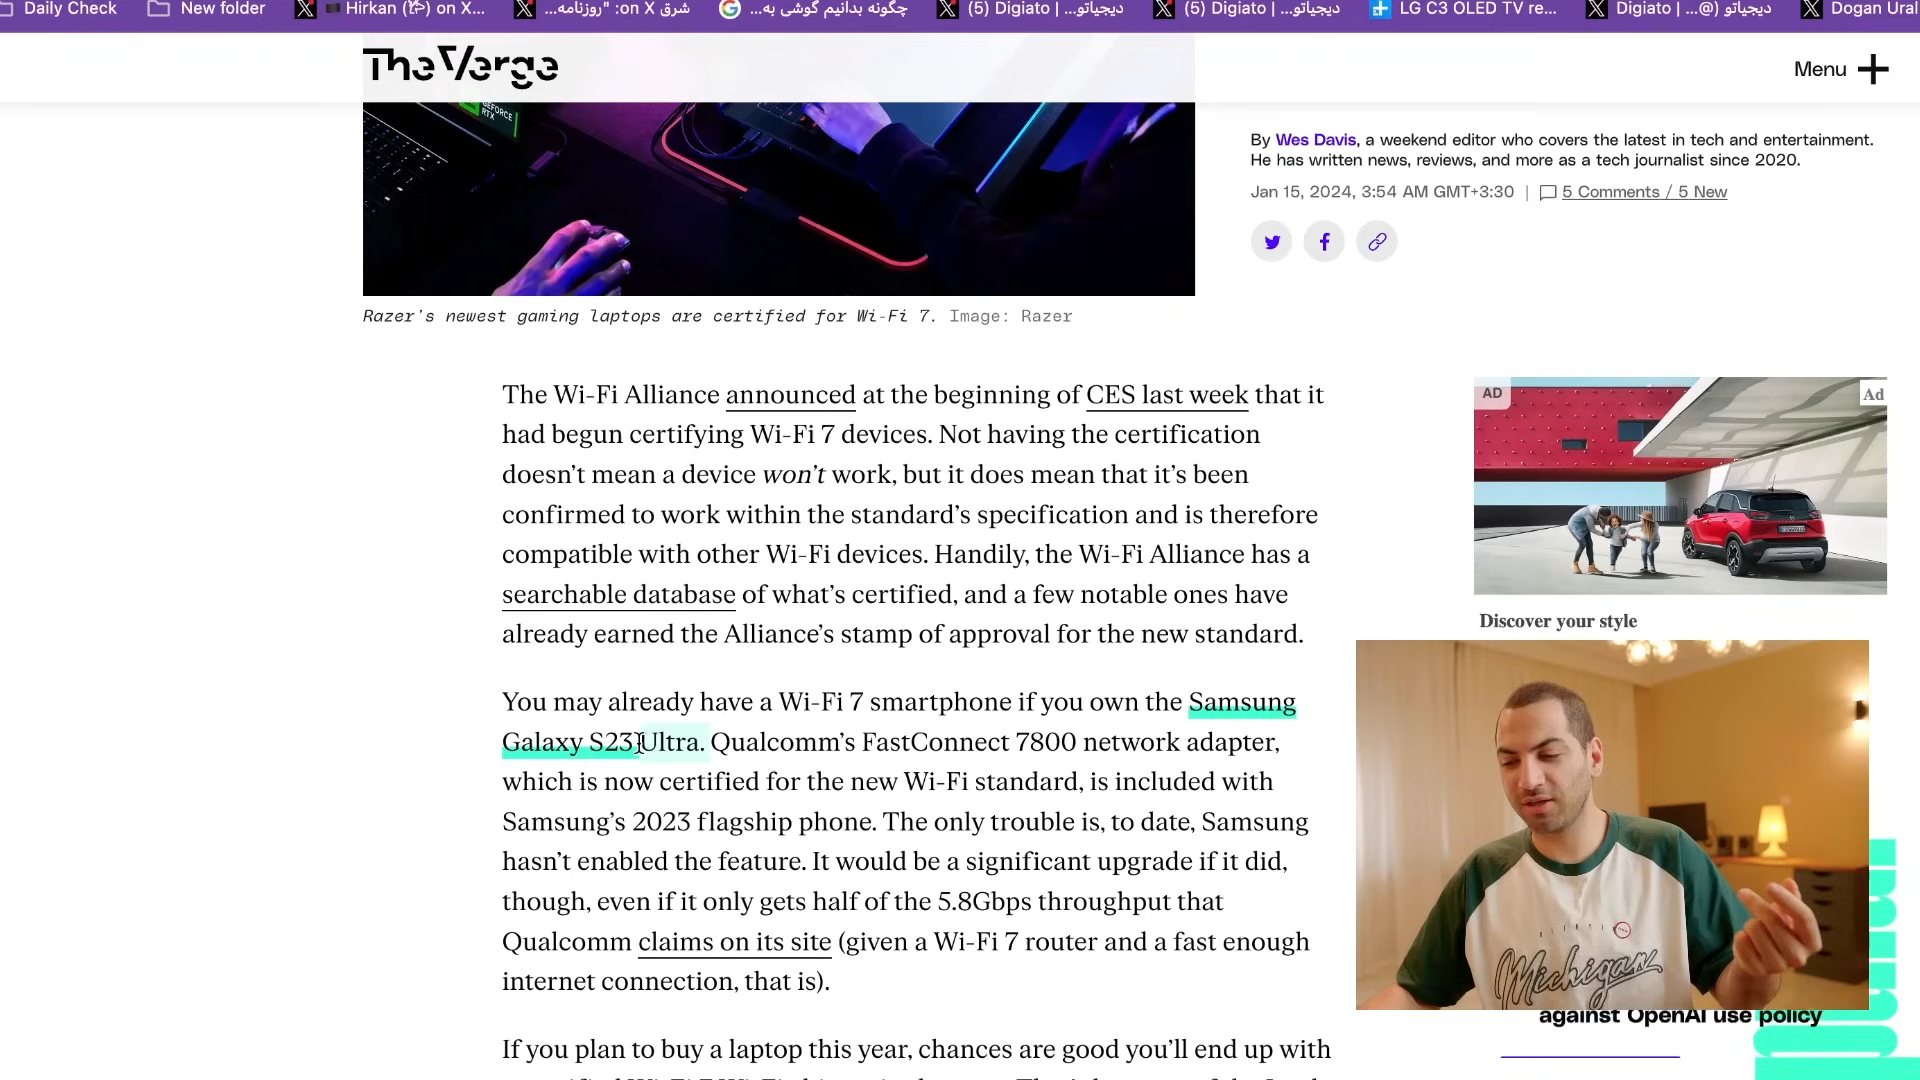 Daily Check
New folder
Hirkan (🕊) on X...
شرق on X: "روزنامه...
چگونه بدانیم گوشی به...
(5) Digiato | دیجیاتو...
(5) Digiato | دیجیاتو...
LG C3 OLED TV re...
Digiato | دیجیاتو (@...
Dogan Ural
The Verge
Menu
GEFORCE
RTX
By Wes Davis, a weekend editor who covers the latest in tech and entertainment.
He has written news, reviews, and more as a tech journalist since 2020.
Jan 15, 2024, 3:54 AM GMT+3:30 | 5 Comments / 5 New
Razer's newest gaming laptops are certified for Wi-Fi 7. Image: Razer
The Wi-Fi Alliance announced at the beginning of CES last week that it
had begun certifying Wi-Fi 7 devices. Not having the certification
doesn't mean a device won't work, but it does mean that it's been
confirmed to work within the standard's specification and is therefore
compatible with other Wi-Fi devices. Handily, the Wi-Fi Alliance has a
searchable database of what's certified, and a few notable ones have
already earned the Alliance's stamp of approval for the new standard.
You may already have a Wi-Fi 7 smartphone if you own the Samsung
Galaxy S23 Ultra. Qualcomm's FastConnect 7800 network adapter,
which is now certified for the new Wi-Fi standard, is included with
Samsung's 2023 flagship phone. The only trouble is, to date, Samsung
hasn't enabled the feature. It would be a significant upgrade if it did,
though, even if it only gets half of the 5.8Gbps throughput that
Qualcomm claims on its site (given a Wi-Fi 7 router and a fast enough
internet connection, that is).
If you plan to buy a laptop this year, chances are good you'll end up with
AD
Ad
Discover your style
Michigan
against OpenAI use policy